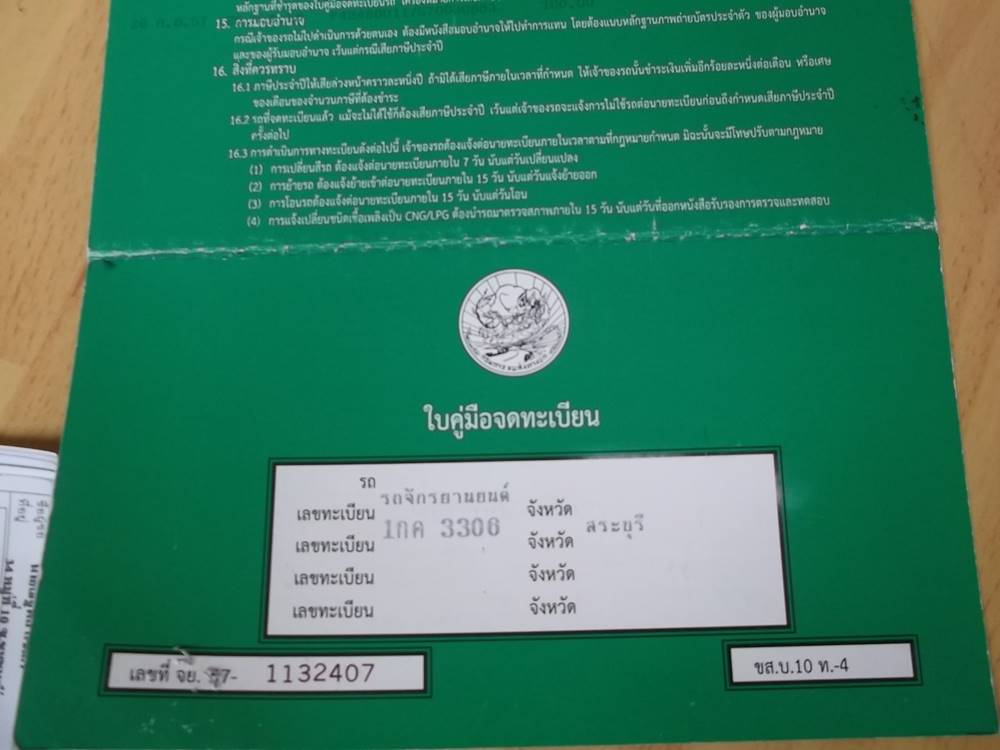 หลักฐานที่ชำรุดของใบคู่มือจดทะเบียนรถ
15. การมอบอำนาจ
กรณีเจ้าของรถไม่ไปดำเนินการด้วยตนเอง ต้องมีหนังสือมอบอำนาจให้ไปทำการแทน โดยต้องแนบหลักฐานภาพถ่ายบัตรประจำตัว ของผู้มอบอำนาจ
และของผู้รับมอบอำนาจ เว้นแต่กรณีเสียภาษีประจำปี
16. สิ่งที่ควรทราบ
16.1 ภาษีประจำปีให้เสียล่วงหน้าคราวละหนึ่งปี ถ้ามิได้เสียภาษีภายในเวลาที่กำหนด ให้เจ้าของรถนั้นชำระเงินเพิ่มอีกร้อยละหนึ่งต่อเดือน หรือเศษ
ของเดือนของจำนวนภาษีที่ต้องชำระ
16.2 รถที่จดทะเบียนแล้ว แม้จะไม่ได้ใช้ก็ต้องเสียภาษีประจำปี เว้นแต่เจ้าของรถจะแจ้งการไม่ใช้รถต่อนายทะเบียนก่อนถึงกำหนดเสียภาษีประจำปี
ครั้งต่อไป
16.3 การดำเนินการทางทะเบียนดังต่อไปนี้ เจ้าของรถต้องแจ้งต่อนายทะเบียนภายในเวลาตามที่กฎหมายกำหนด มิฉะนั้นจะมีโทษปรับตามกฎหมาย
(1) การเปลี่ยนสีรถ ต้องแจ้งต่อนายทะเบียนภายใน 7 วัน นับแต่วันเปลี่ยนแปลง
(2) การย้ายรถ ต้องแจ้งย้ายเข้าต่อนายทะเบียนภายใน 15 วัน นับแต่วันแจ้งย้ายออก
(3) การโอนรถต้องแจ้งต่อนายทะเบียนภายใน 15 วัน นับแต่วันโอน
(4) การแจ้งเปลี่ยนชนิดเชื้อเพลิงเป็น CNG/LPG ต้องนำรถมาตรวจสภาพภายใน 15 วัน นับแต่วันที่ออกหนังสือรับรองการตรวจและทดสอบ
ใบคู่มือจดทะเบียน
รถ รถจักรยานยนต์
เลขทะเบียน 1กค 3306 จังหวัด สระบุรี
เลขทะเบียน จังหวัด
เลขทะเบียน จังหวัด
เลขทะเบียน จังหวัด
เลขที่ จย. 57- 1132407
ขส.บ.10 ท.-4